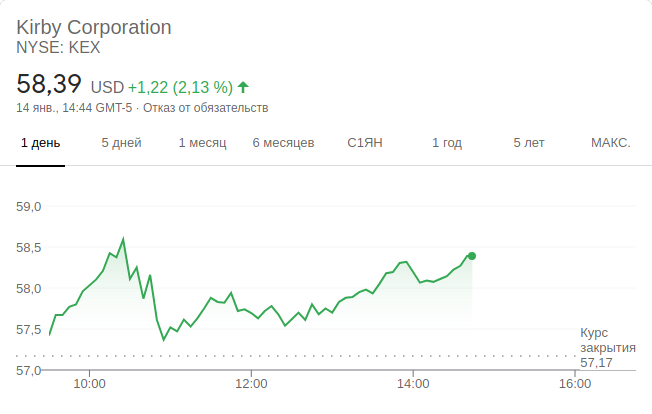 Kirby Corporation
NYSE: KEX
58,39 USD +1,22 (2,13 %)
14 янв., 14:44 GMT-5 · Отказ от обязательств
1 день 5 дней 1 месяц 6 месяцев С1ЯН 1 год 5 лет МАКС.
59,0
58,5
58,0
57,5
Курс
закрытия
57,17
57,0
10:00 12:00 14:00 16:00